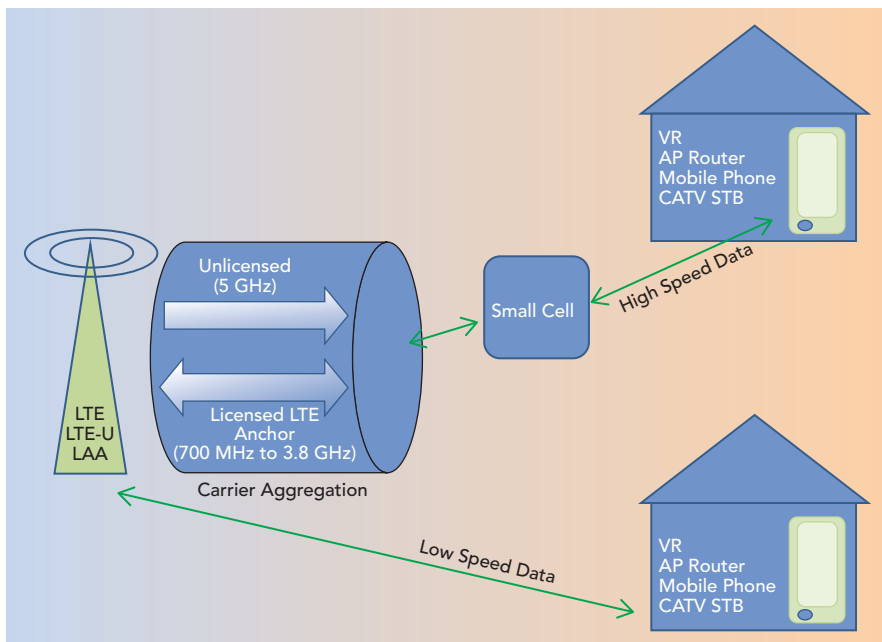 VR
AP Router
Mobile Phone
CATV STB
Unlicensed
(5 GHz)
High Speed Data
Small Cell
LTE
LTE-U
LAA
Licensed LTE
Anchor
(700 MHz to 3.8 GHz)
Carrier Aggregation
Low Speed Data
VR
AP Router
Mobile Phone
CATV STB